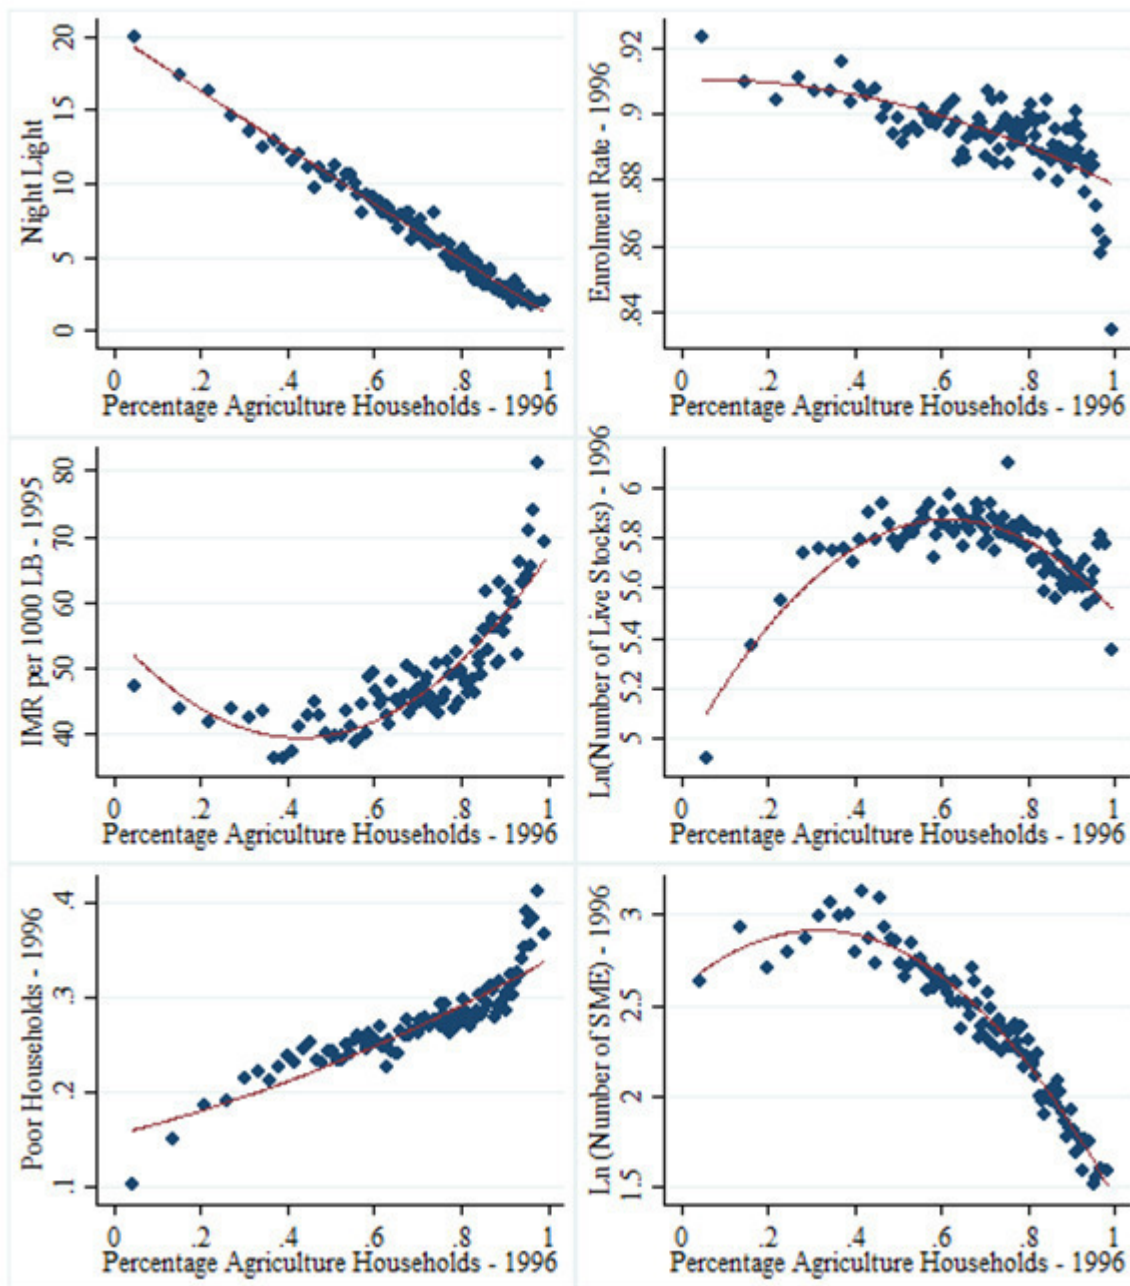 Night Light
20
15
10
5
0
0 .2 .4 .6 .8 1
Percentage Agriculture Households - 1996
Enrolment Rate - 1996
.92
.9
.88
.86
.84
0 .2 .4 .6 .8 1
Percentage Agriculture Households - 1996
IMR per 1000 LB - 1995
80
70
60
50
40
0 .2 .4 .6 .8 1
Percentage Agriculture Households - 1996
Ln(Number of Live Stocks) - 1996
6
5.8
5.6
5.4
5.2
5
0 .2 .4 .6 .8 1
Percentage Agriculture Households - 1996
Poor Households - 1996
.4
.3
.2
.1
0 .2 .4 .6 .8 1
Percentage Agriculture Households - 1996
Ln (Number of SME) - 1996
3
2.5
2
1.5
0 .2 .4 .6 .8 1
Percentage Agriculture Households - 1996